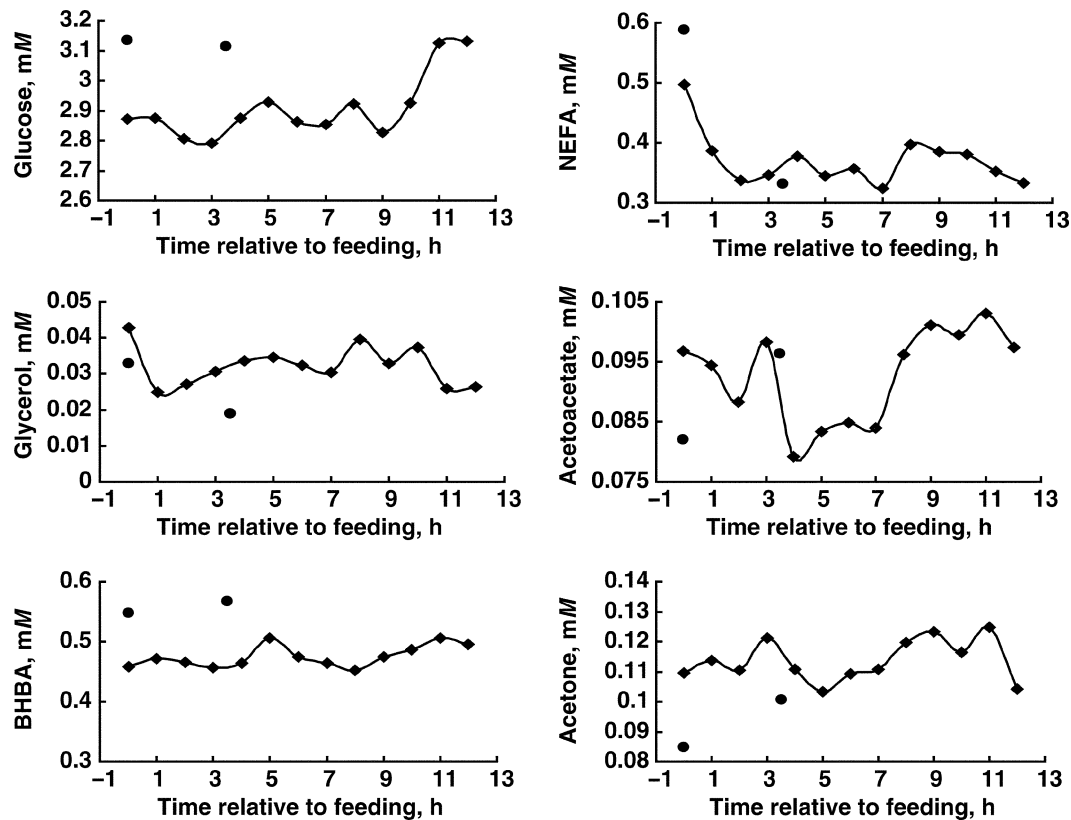 Glucose, mM
3.2
3.1
3
2.9
2.8
2.7
2.6
–1 1 3 5 7 9 11 13
Time relative to feeding, h
NEFA, mM
0.6
0.5
0.4
0.3
–1 1 3 5 7 9 11 13
Time relative to feeding, h
Glycerol, mM
0.05
0.04
0.03
0.02
0.01
0
–1 1 3 5 7 9 11 13
Time relative to feeding, h
Acetoacetate, mM
0.105
0.095
0.085
0.075
–1 1 3 5 7 9 11 13
Time relative to feeding, h
BHBA, mM
0.6
0.5
0.4
0.3
–1 1 3 5 7 9 11 13
Time relative to feeding, h
Acetone, mM
0.14
0.13
0.12
0.11
0.1
0.09
0.08
–1 1 3 5 7 9 11 13
Time relative to feeding, h